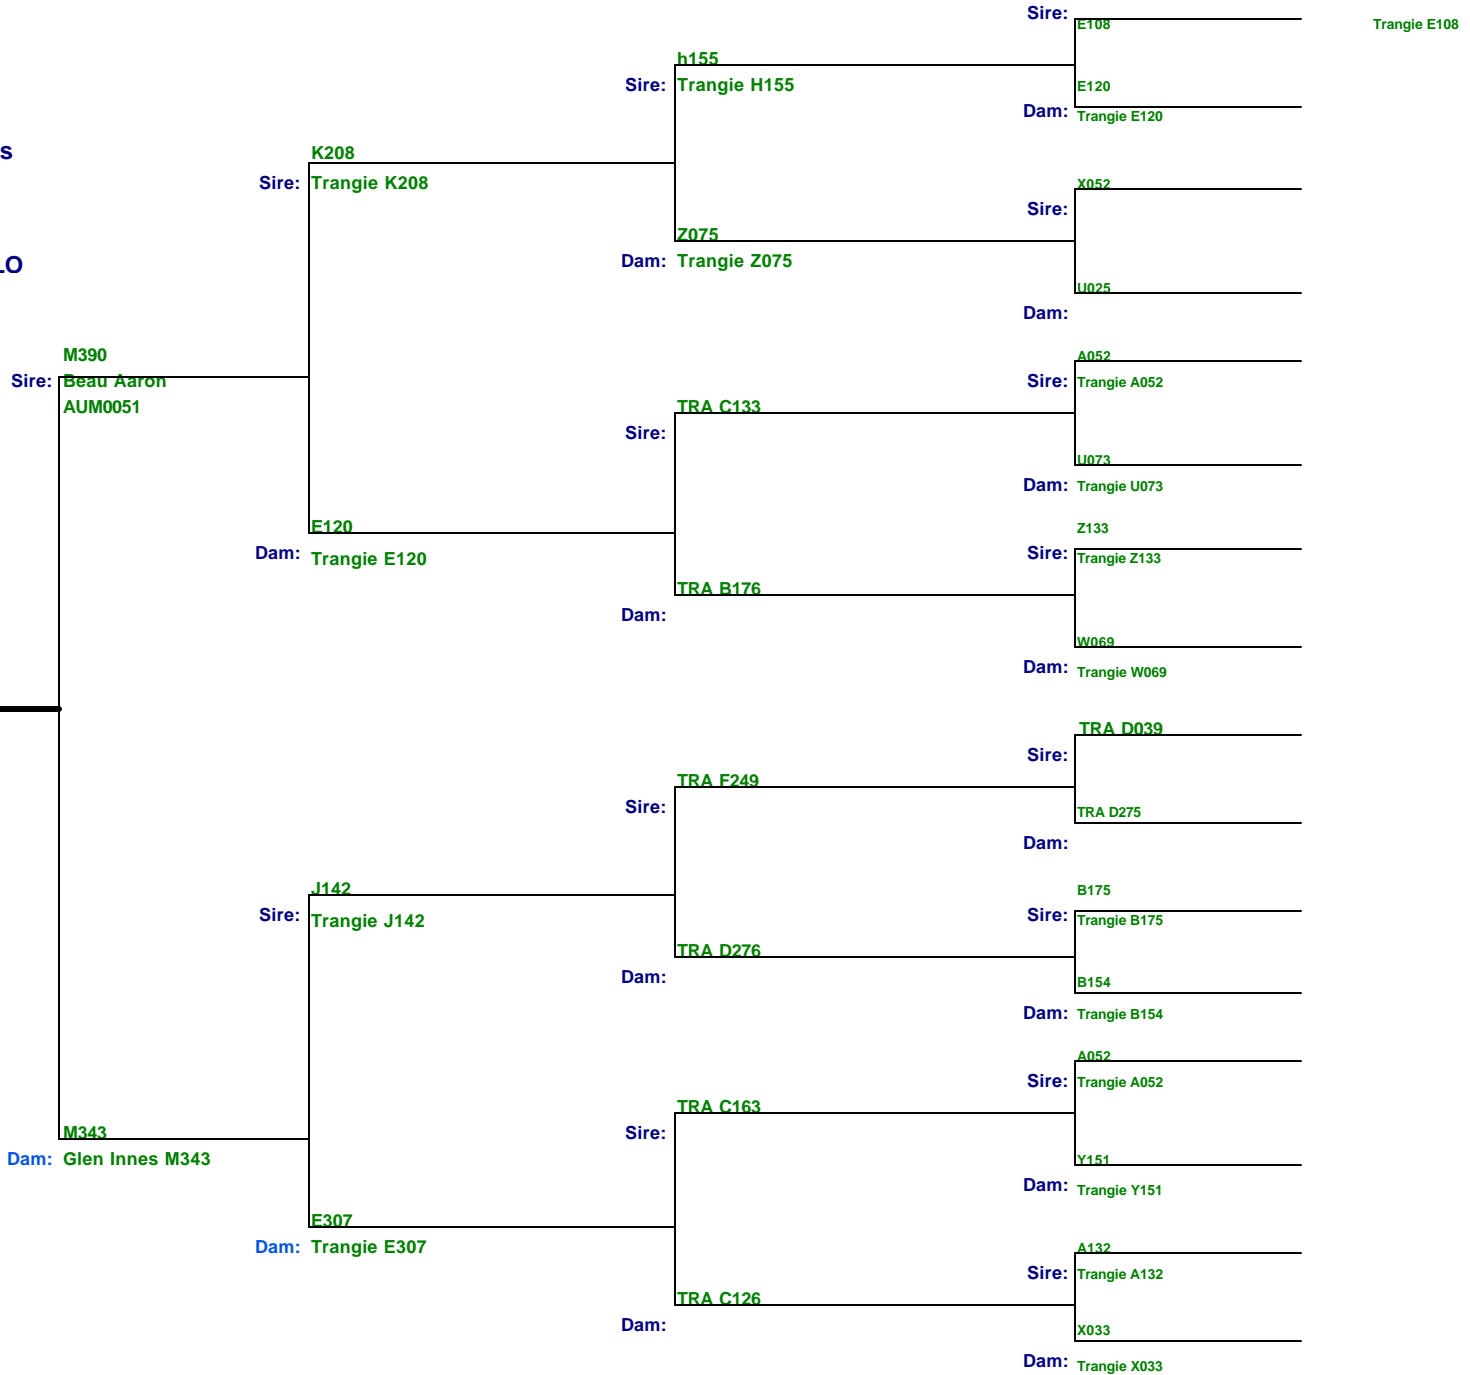 Sire: E108 Trangie E108
h155
Sire: Trangie H155
E120
Dam: Trangie E120
s
K208
Sire: Trangie K208
X052
Sire:
Z075
Dam: Trangie Z075
LO
U025
Dam:
M390
Sire: Beau Aaron
AUM0051
A052
Sire: Trangie A052
TRA C133
Sire:
U073
Dam: Trangie U073
E120
Dam: Trangie E120
Z133
Sire: Trangie Z133
TRA B176
Dam:
W069
Dam: Trangie W069
TRA D039
Sire:
TRA F249
Sire:
TRA D275
Dam:
J142
Sire: Trangie J142
B175
Sire: Trangie B175
TRA D276
Dam:
B154
Dam: Trangie B154
A052
Sire: Trangie A052
TRA C163
Sire:
M343
Dam: Glen Innes M343
Y151
Dam: Trangie Y151
E307
Dam: Trangie E307
A132
Sire: Trangie A132
TRA C126
Dam:
X033
Dam: Trangie X033